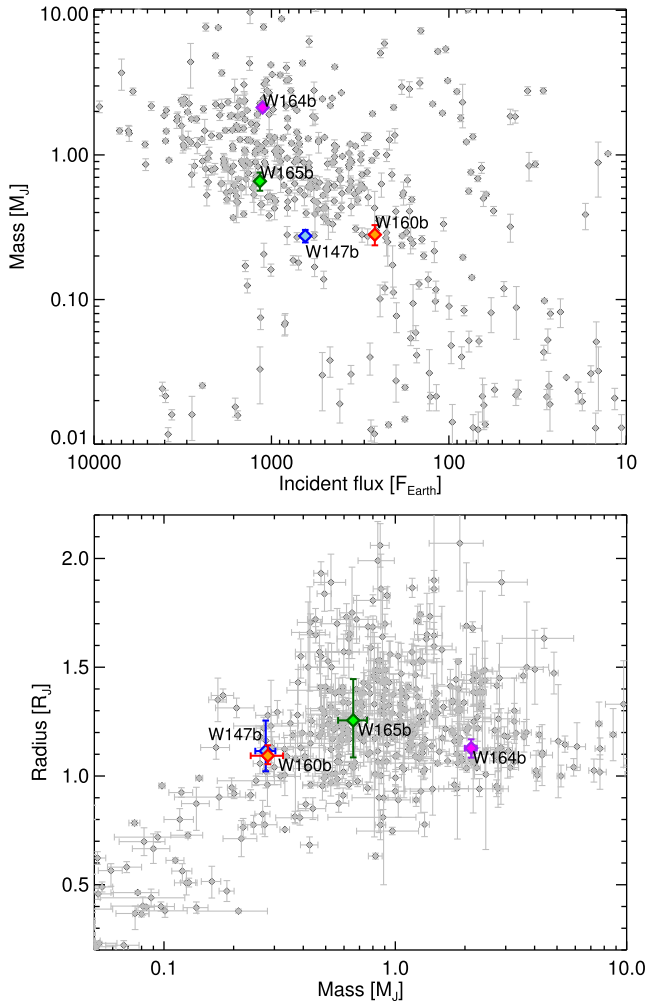 10.00
W164b
1.00
W165b
W160b
W147b
Mass [MJ]
0.10
0.01
10000 1000 100 10
Incident flux [FEarth]
2.0
1.5
W147b
W165b
W160b
W164b
Radius [RJ]
1.0
0.5
0.1 1.0 10.0
Mass [MJ]